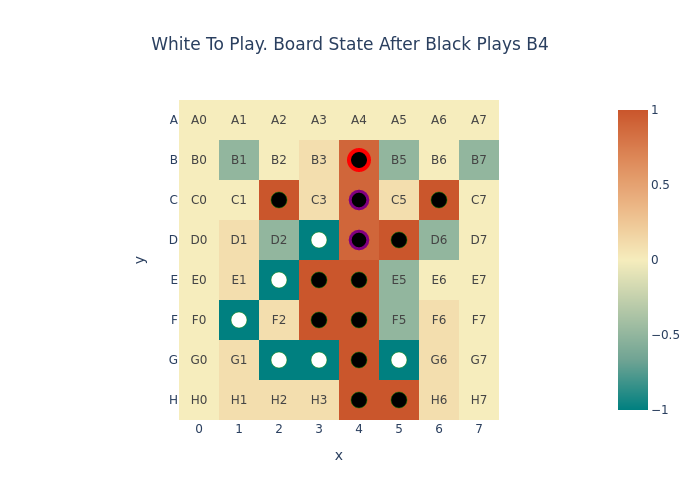 White To Play. Board State After Black Plays B4
A A0 A1 A2 A3 A4 A5 A6 A7
B B0 B1 B2 B3 B5 B6 B7
C C0 C1 C3 C5 C7
D D0 D1 D2 D6 D7
E E0 E1 E5 E6 E7
F F0 F2 F5 F6 F7
G G0 G1 G6 G7
H H0 H1 H2 H3 H6 H7
0 1 2 3 4 5 6 7
x
y
1
0.5
0
−0.5
−1